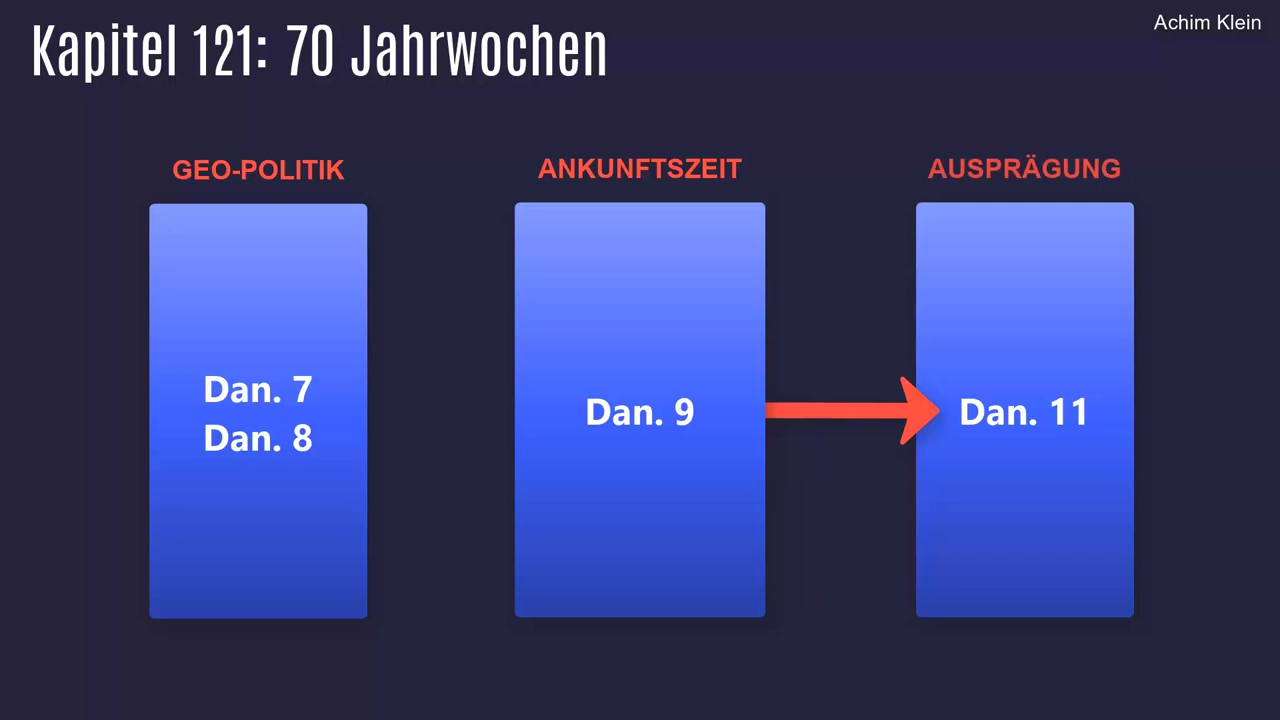 Kapitel 121: 70 Jahrwochen
Achim Klein
GEO-POLITIK
Dan. 7
Dan. 8
ANKUNFTSZEIT
Dan. 9
AUSPRÄGUNG
Dan. 11